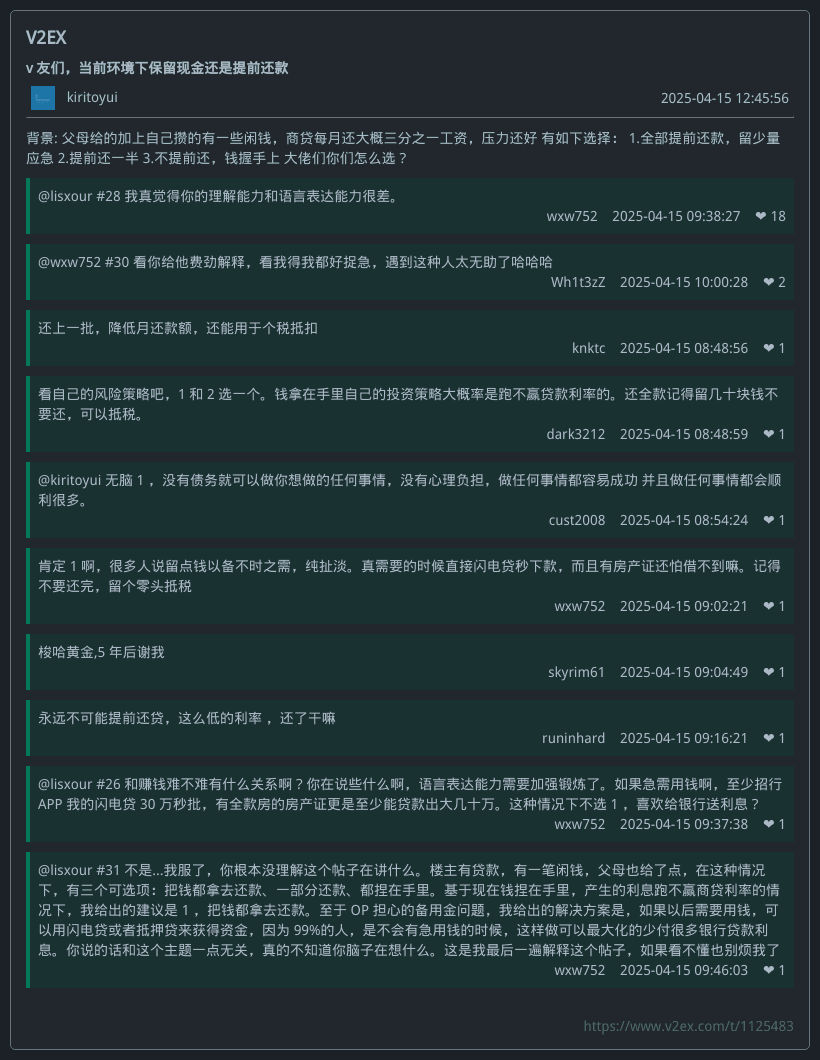 V2EX
v 友们，当前环境下保留现金还是提前还款
kiritoyui 2025-04-15 12:45:56
背景: 父母给的加上自己攒的有一些闲钱，商贷每月还大概三分之一工资，压力还好 有如下选择： 1.全部提前还款，留少量
应急 2.提前还一半 3.不提前还，钱握手上 大佬们你们怎么选？
@lisxour #28 我真觉得你的理解能力和语言表达能力很差。
wxw752 2025-04-15 09:38:27 ❤ 18
@wxw752 #30 看你给他费劲解释，看我得我都好捉急，遇到这种人太无助了哈哈哈
Wh1t3zZ 2025-04-15 10:00:28 ❤ 2
还上一批，降低月还款额，还能用于个税抵扣
knktc 2025-04-15 08:48:56 ❤ 1
看自己的风险策略吧，1 和 2 选一个。钱拿在手里自己的投资策略大概率是跑不赢贷款利率的。还全款记得留几十块钱不
要还，可以抵税。
dark3212 2025-04-15 08:48:59 ❤ 1
@kiritoyui 无脑 1 ，没有债务就可以做你想做的任何事情，没有心理负担，做任何事情都容易成功 并且做任何事情都会顺
利很多。
cust2008 2025-04-15 08:54:24 ❤ 1
肯定 1 啊，很多人说留点钱以备不时之需，纯扯淡。真需要的时候直接闪电贷秒下款，而且有房产证还怕借不到嘛。记得
不要还完，留个零头抵税
wxw752 2025-04-15 09:02:21 ❤ 1
梭哈黄金,5 年后谢我
skyrim61 2025-04-15 09:04:49 ❤ 1
永远不可能提前还贷，这么低的利率 ，还了干嘛
runinhard 2025-04-15 09:16:21 ❤ 1
@lisxour #26 和赚钱难不难有什么关系啊？你在说些什么啊，语言表达能力需要加强锻炼了。如果急需用钱啊，至少招行
APP 我的闪电贷 30 万秒批，有全款房的房产证更是至少能贷款出大几十万。这种情况下不选 1 ，喜欢给银行送利息？
wxw752 2025-04-15 09:37:38 ❤ 1
@lisxour #31 不是...我服了，你根本没理解这个帖子在讲什么。楼主有贷款，有一笔闲钱，父母也给了点，在这种情况
下，有三个可选项：把钱都拿去还款、一部分还款、都捏在手里。基于现在钱捏在手里，产生的利息跑不赢商贷利率的情
况下，我给出的建议是 1 ，把钱都拿去还款。至于 OP 担心的备用金问题，我给出的解决方案是，如果以后需要用钱，可
以用闪电贷或者抵押贷来获得资金，因为 99%的人，是不会有急用钱的时候，这样做可以最大化的少付很多银行贷款利
息。你说的话和这个主题一点无关，真的不知道你脑子在想什么。这是我最后一遍解释这个帖子，如果看不懂也别烦我了
wxw752 2025-04-15 09:46:03 ❤ 1
https://www.v2ex.com/t/1125483